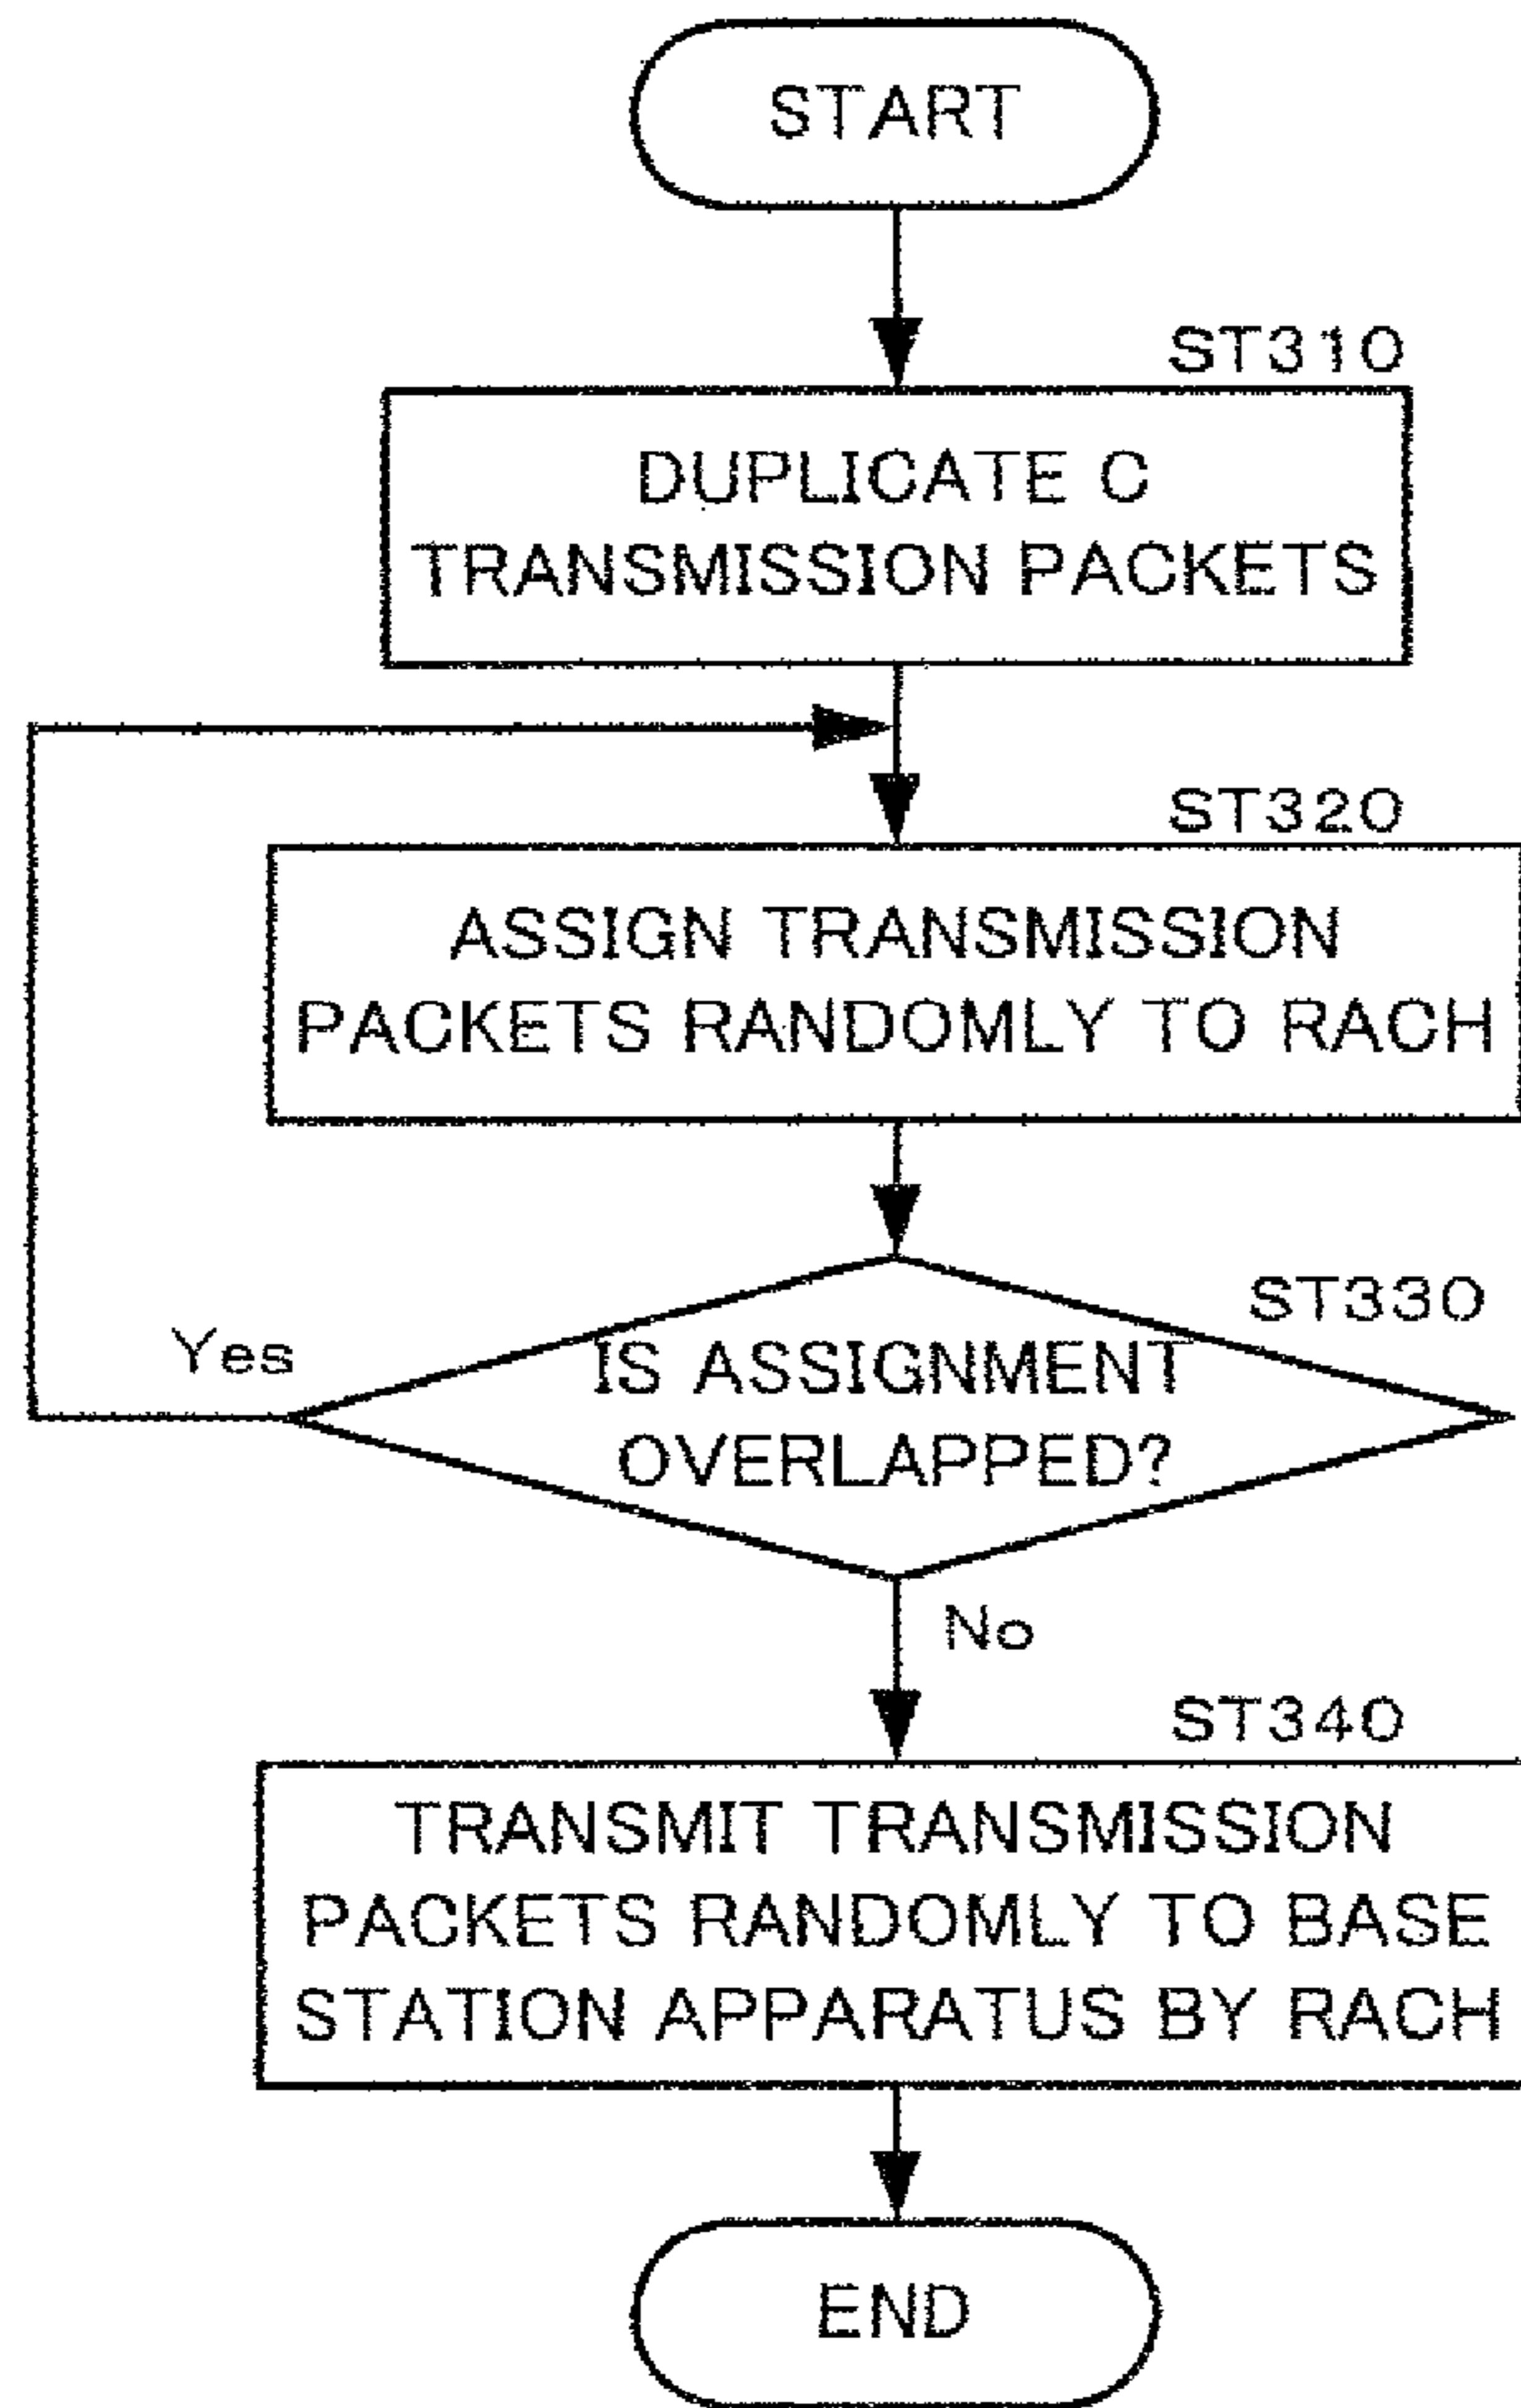 START
ST310
DUPLICATE C
TRANSMISSION PACKETS
ST320
ASSIGN TRANSMISSION
PACKETS RANDOMLY TO RACH
ST330
Yes
IS ASSIGNMENT
OVERLAPPED?
No
ST340
TRANSMIT TRANSMISSION
PACKETS RANDOMLY TO BASE
STATION APPARATUS BY RACH
END